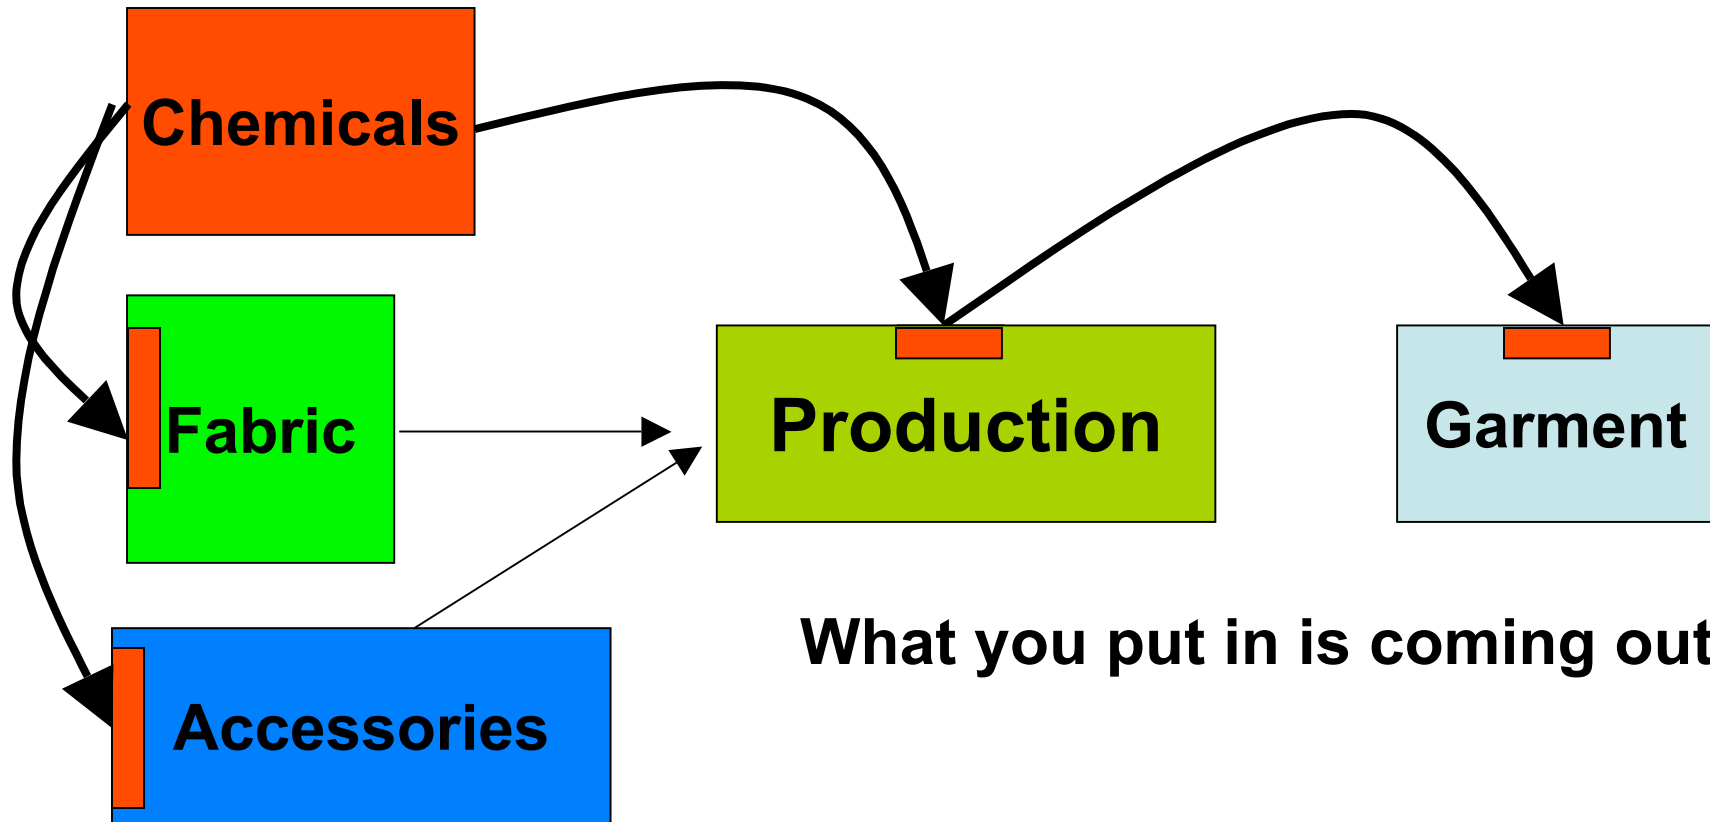 Chemicals
Fabric
Production
Garment
What you put in is coming out
Accessories